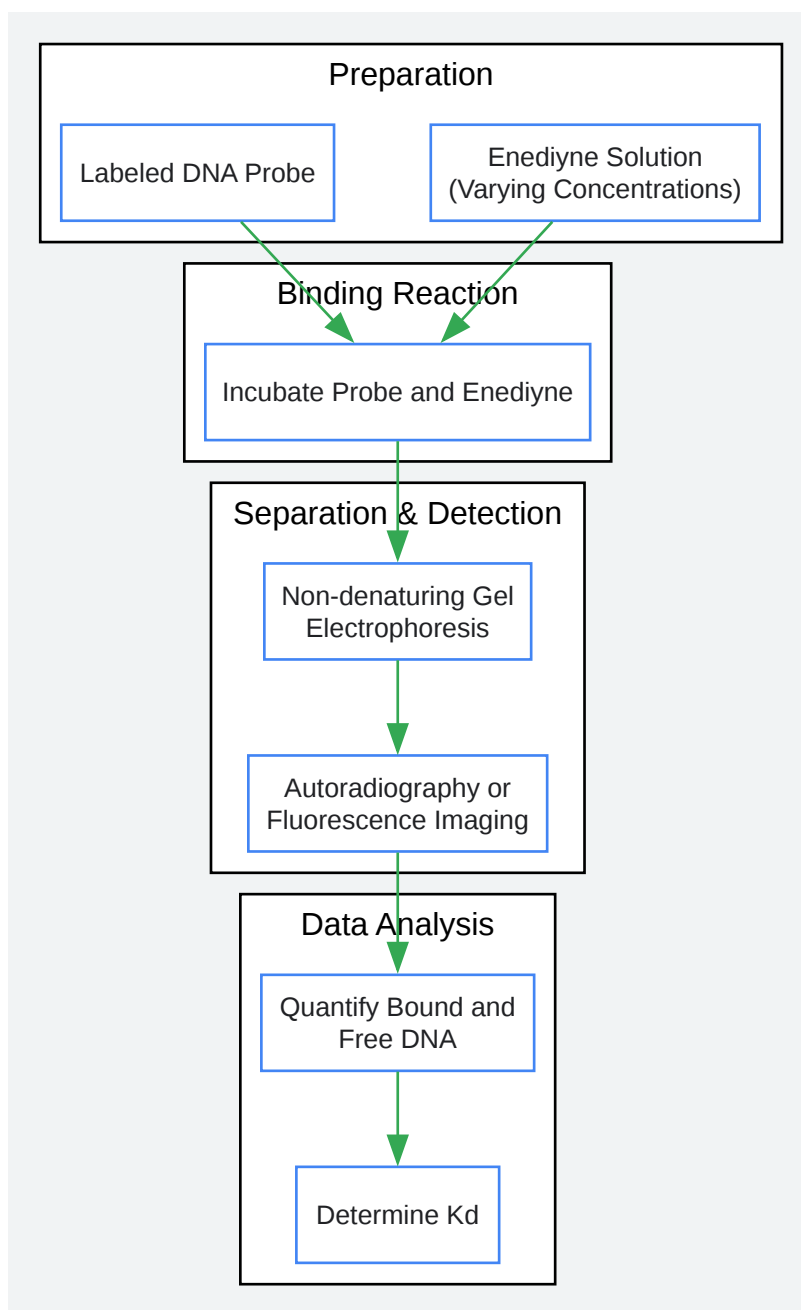 Preparation
Labeled DNA Probe
Enediyne Solution
(Varying Concentrations)
Binding Reaction
Incubate Probe and Enediyne
Separation & Detection
Non-denaturing Gel
Electrophoresis
Autoradiography or
Fluorescence Imaging
Data Analysis
Quantify Bound and
Free DNA
Determine Kd